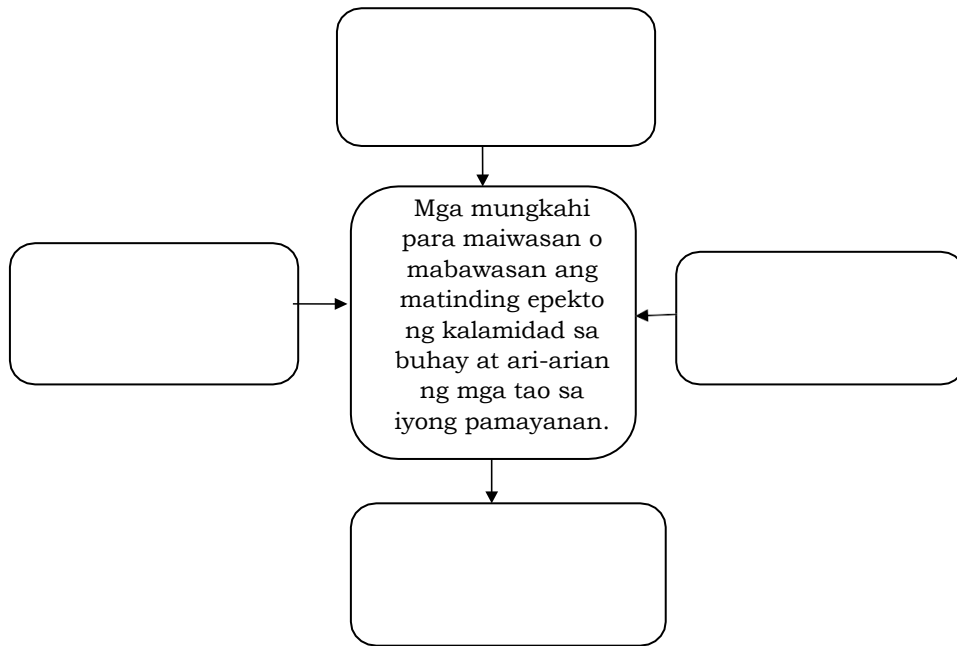 Mga mungkahi
para maiwasan o
mabawasan ang
matinding epekto
ng kalamidad sa
buhay at ari-arian
ng mga tao sa
iyong pamayanan.